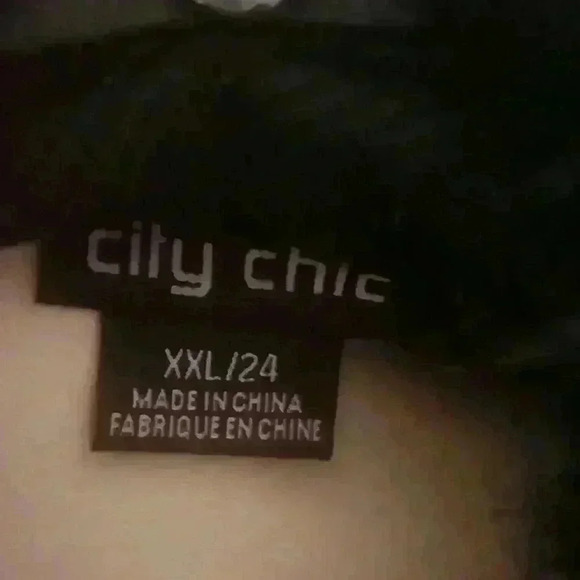 city chic
XXL/24
MADE IN CHINA
FABRIQUE EN CHINE